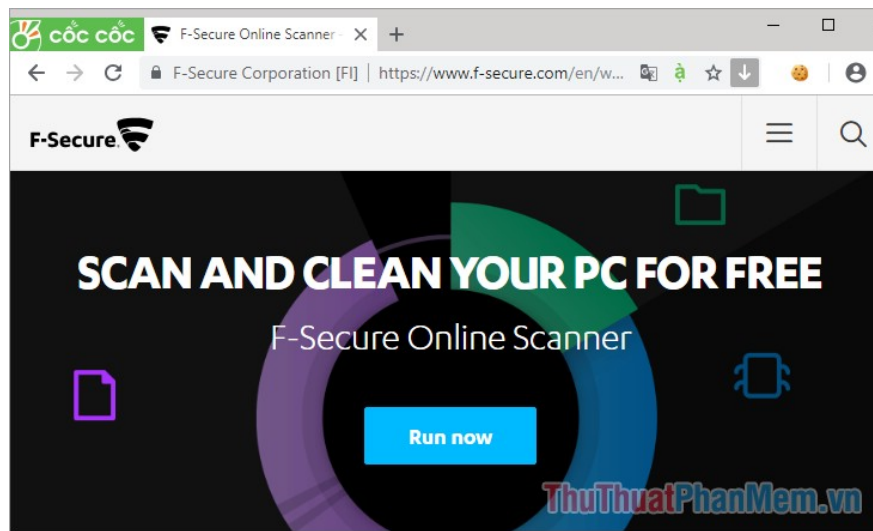 cốc cốc F-Secure Online Scanner -
F-Secure Corporation [FI] | https://www.f-secure.com/en/w... ạ̀
F-Secure.
SCAN AND CLEAN YOUR PC FOR FREE
F-Secure Online Scanner
Run now
ThuThuatPhanMem.vn